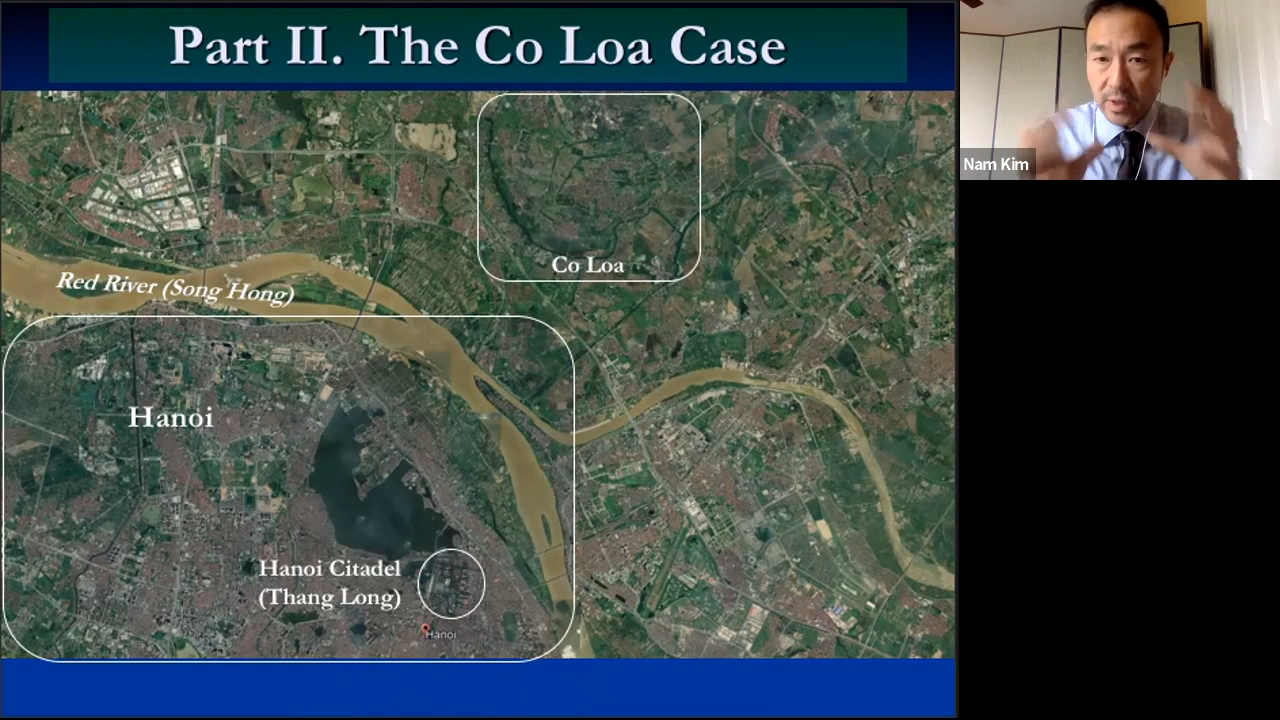 Part II. The Co Loa Case
Nam Kim
Co Loa
Red River (Song Hong)
Hanoi
Hanoi Citadel
(Thang Long)
Hanoi